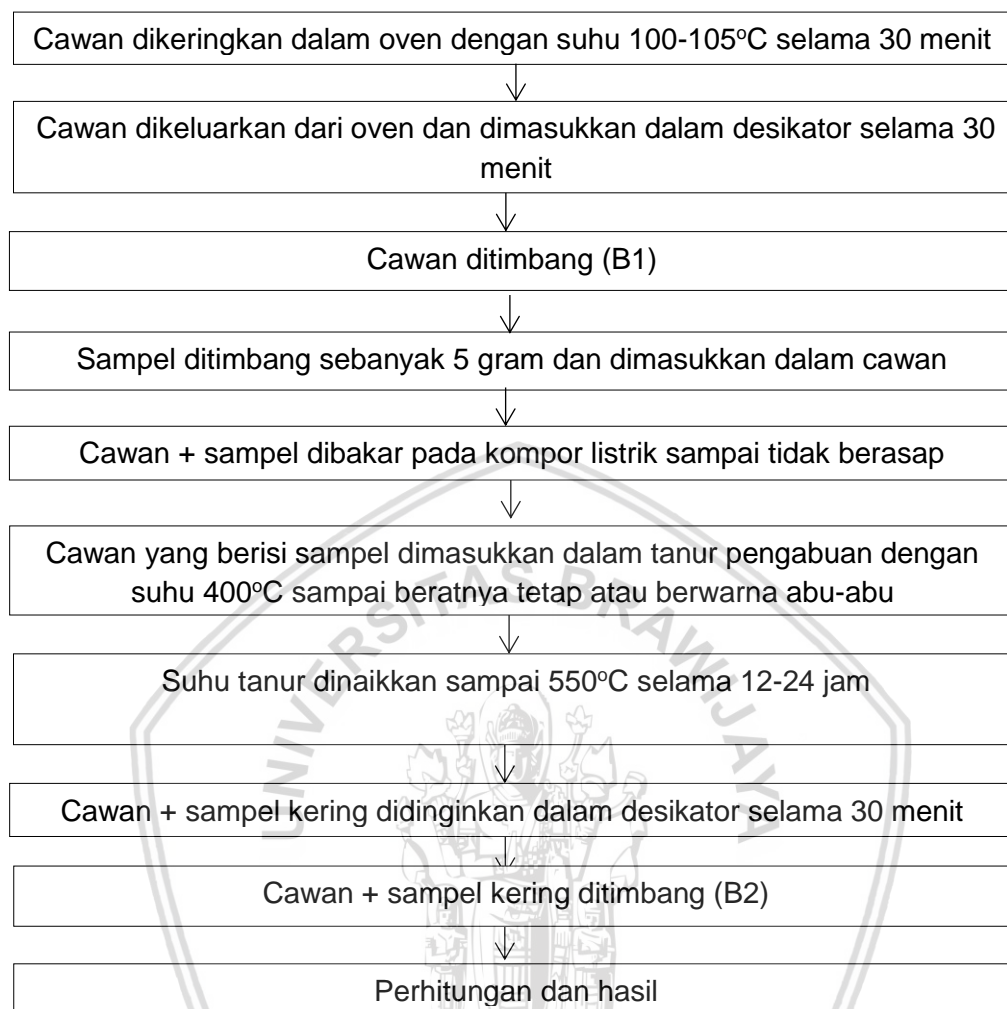 Cawan dikeringkan dalam oven dengan suhu 100-105°C selama 30 menit
Cawan dikeluarkan dari oven dan dimasukkan dalam desikator selama 30
menit
Cawan ditimbang (B1)
Sampel ditimbang sebanyak 5 gram dan dimasukkan dalam cawan
Cawan + sampel dibakar pada kompor listrik sampai tidak berasap
Cawan yang berisi sampel dimasukkan dalam tanur pengabuan dengan
suhu 400°C sampai beratnya tetap atau berwarna abu-abu
Suhu tanur dinaikkan sampai 550°C selama 12-24 jam
Cawan + sampel kering didinginkan dalam desikator selama 30 menit
Cawan + sampel kering ditimbang (B2)
Perhitungan dan hasil
UNIVERSITAS BRAWIJAYA